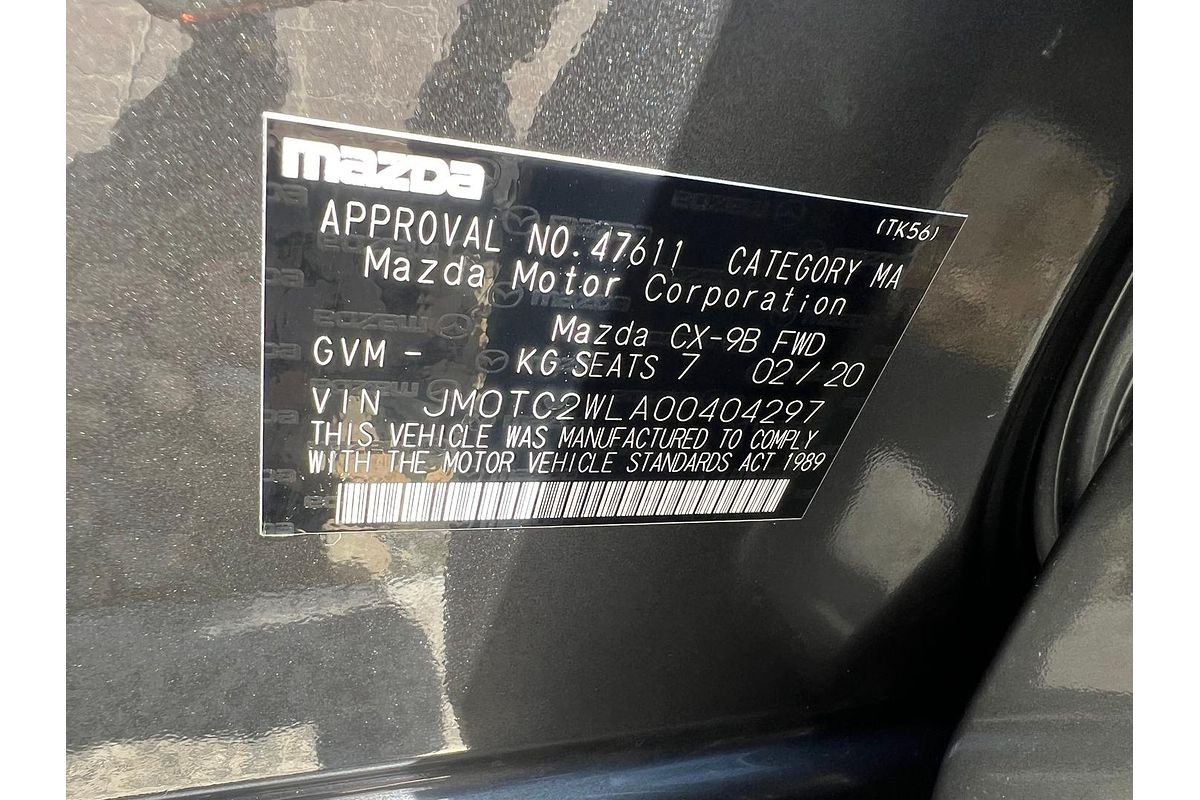 mazda
(TK56)
APPROVAL NO.47611 CATEGORY MA
Mazda Motor Corporation
Mazda CX-9B FWD
GVM - KG SEATS 7 02/20
VIN JM0TC2WLA00404297
THIS VEHICLE WAS MANUFACTURED TO COMPLY
WITH THE MOTOR VEHICLE STANDARDS ACT 1989